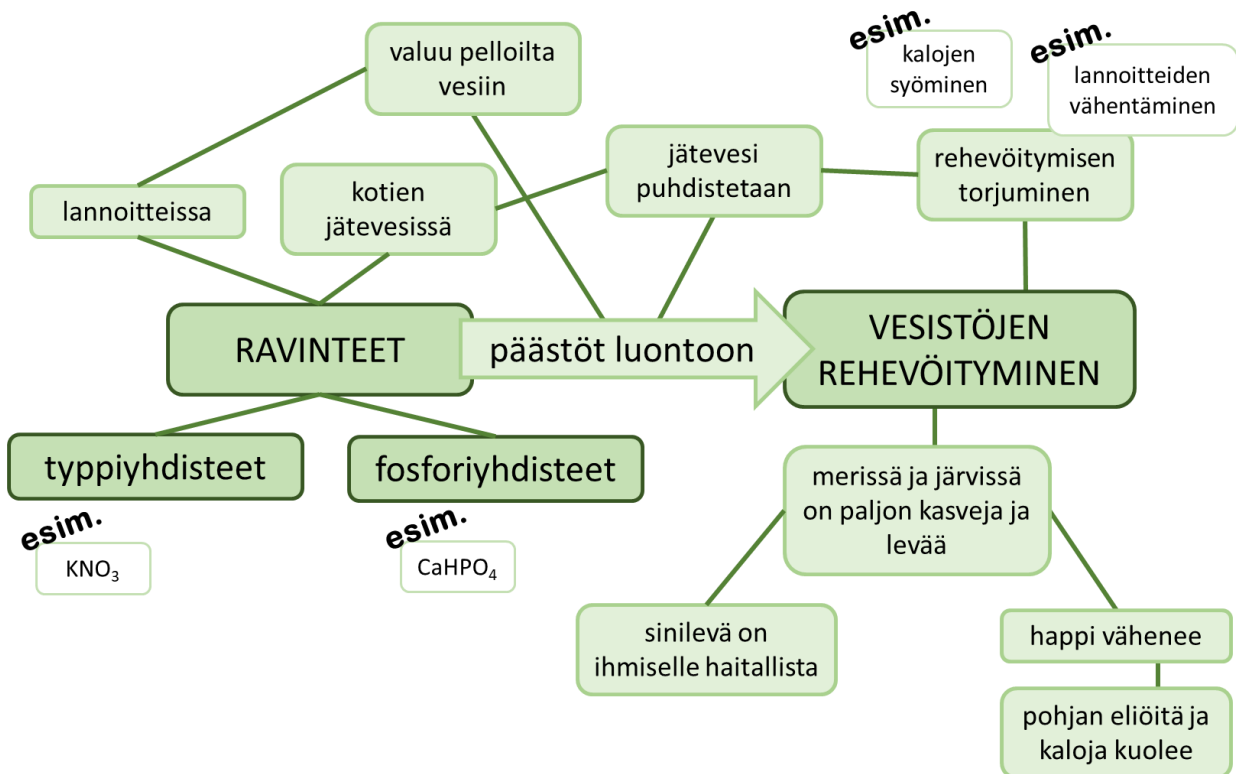 esim.
kalojen
syöminen
esim.
lannoitteiden
vähentäminen
valuu pelloilta
vesiin
lannoitteissa
kotien
jätevesissä
jätevesi
puhdistetaan
rehevöitymisen
torjuminen
RAVINTEET
päästöt luontoon
VESISTÖJEN
REHEVÖITYMINEN
typpiyhdisteet
esim.
KNO₃
fosforiyhdisteet
esim.
CaHPO₄
merissä ja järvissä
on paljon kasveja ja
levää
sinilevä on
ihmiselle haitallista
happi vähenee
pohjan eliöitä ja
kaloja kuolee